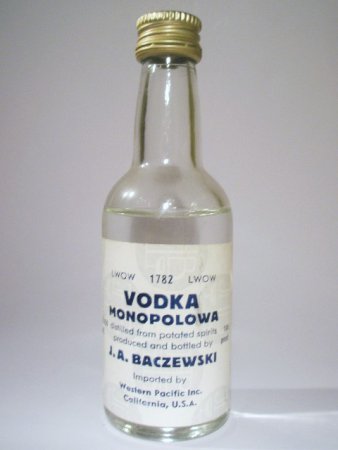 LWOW 1782 LWOW
VODKA
MONOPOLOWA
distilled from potated spirits
produced and bottled by
J. A. BACZEWSKI
Imported by
Western Pacific Inc.
California, U.S.A.